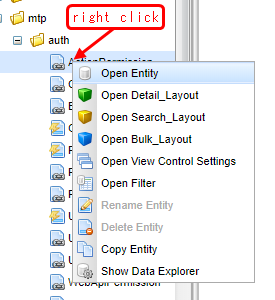 mtp
right click
auth
ActionPermission
Open Entity
Open Detail_Layout
Open Search_Layout
Open Bulk_Layout
Open View Control Settings
Open Filter
Rename Entity
Delete Entity
Copy Entity
Show Data Explorer
WebApiPermission